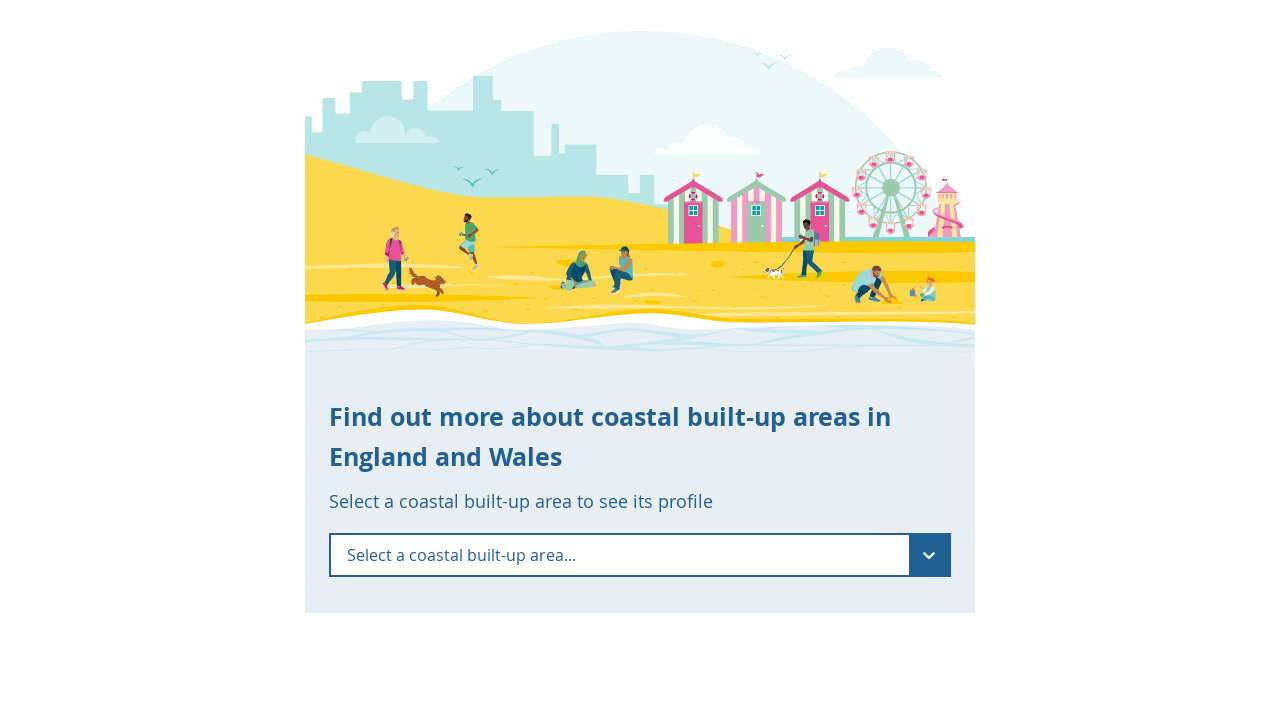 Find out more about coastal built-up areas in
England and Wales
Select a coastal built-up area to see its profile
Select a coastal built-up area...